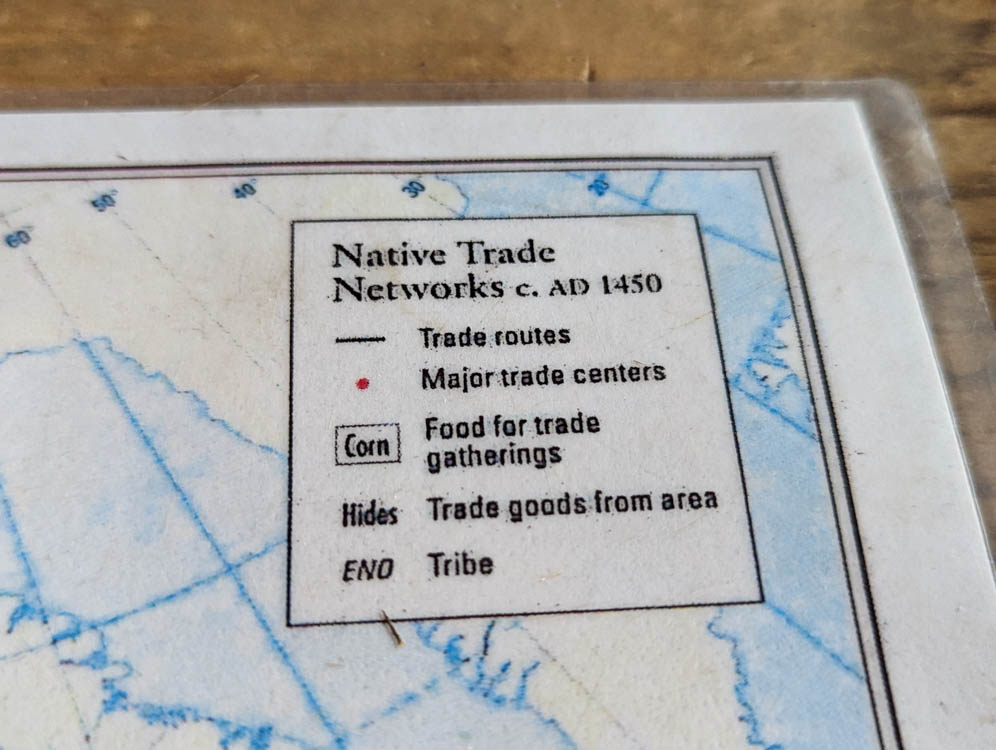 60°
50°
40°
30°
20°
Native Trade
Networks c. AD 1450
Trade routes
Major trade centers
Corn
Food for trade
gatherings
Hides
Trade goods from area
ENO
Tribe